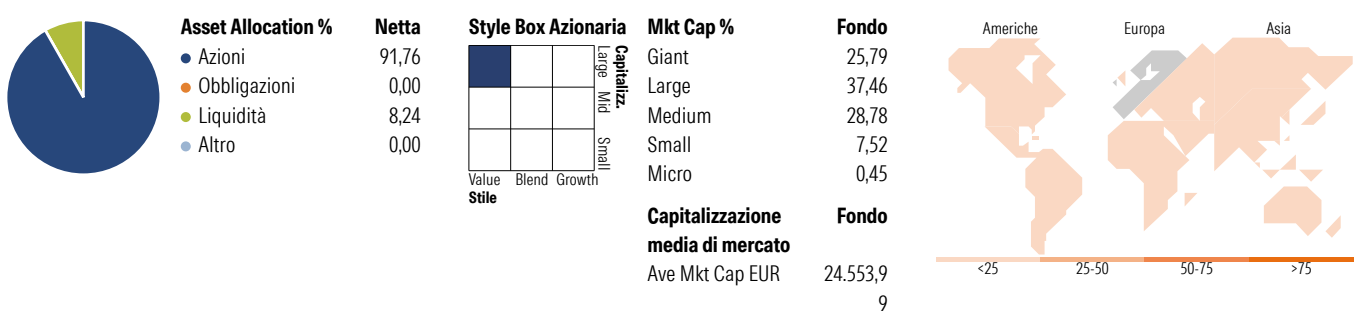 Asset Allocation % Netta
Azioni 91,76
Obbligazioni 0,00
Liquidità 8,24
Altro 0,00
Style Box Azionaria
Capitalizz.
Large Mid Small
Value Blend Growth
Stile
Mkt Cap % Fondo
Giant 25,79
Large 37,46
Medium 28,78
Small 7,52
Micro 0,45
Capitalizzazione Fondo
media di mercato
Ave Mkt Cap EUR 24.553,9
9
Americhe Europa Asia
<25 25-50 50-75 >75